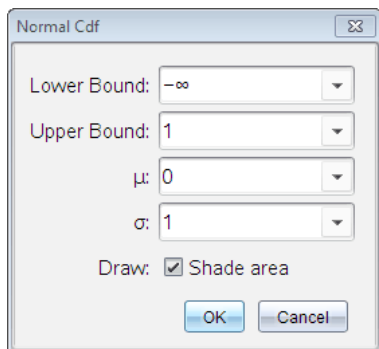 Normal Cdf
Lower Bound: -∞
Upper Bound: 1
μ: 0
σ: 1
Draw: Shade area
OK Cancel